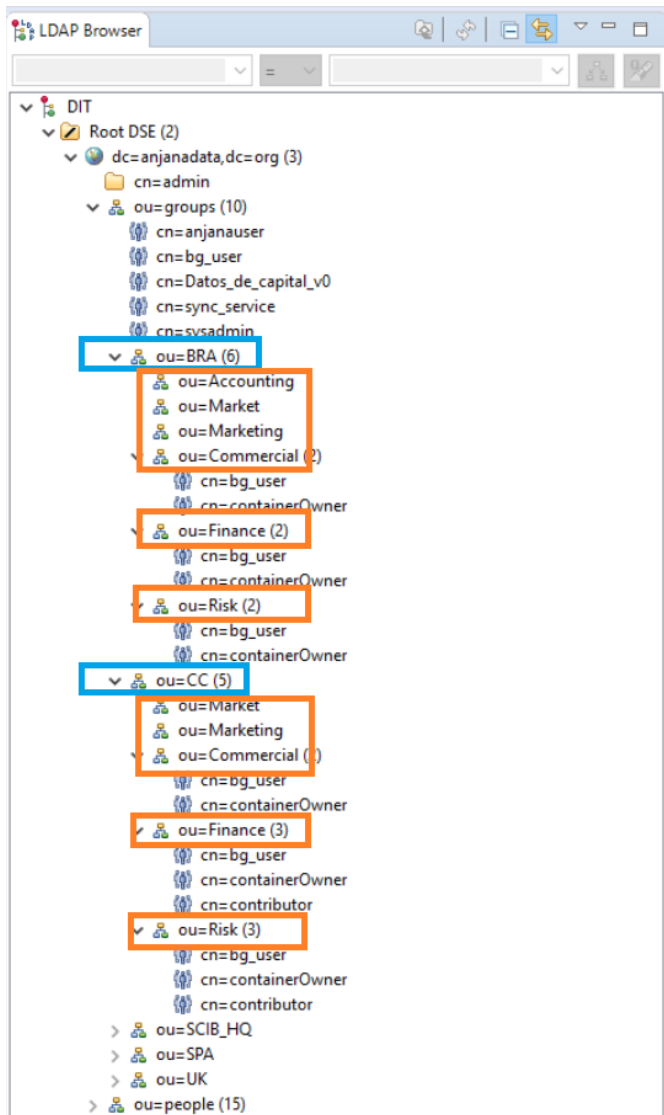 LDAP Browser
=
DIT
Root DSE (2)
dc=anjanadata,dc=org (3)
cn=admin
ou=groups (10)
cn=anjanauser
cn=bg_user
cn=Datos_de_capital_v0
cn=sync_service
cn=sysadmin
ou=BRA (6)
ou=Accounting
ou=Market
ou=Marketing
ou=Commercial (2)
cn=bg_user
cn=containerOwner
ou=Finance (2)
cn=bg_user
cn=containerOwner
ou=Risk (2)
cn=bg_user
cn=containerOwner
ou=CC (5)
ou=Market
ou=Marketing
ou=Commercial (2)
cn=bg_user
cn=containerOwner
ou=Finance (3)
cn=bg_user
cn=containerOwner
cn=contributor
ou=Risk (3)
cn=bg_user
cn=containerOwner
cn=contributor
ou=SCIB_HQ
ou=SPA
ou=UK
ou=people (15)